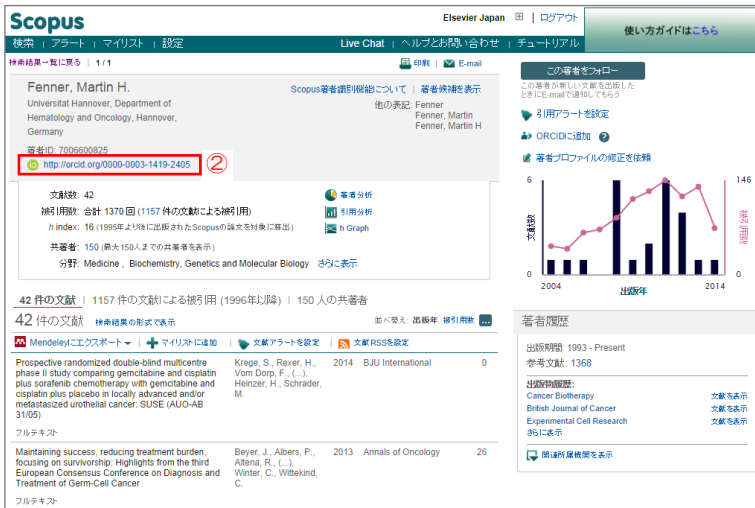 Scopus
Elsevier Japan
ログアウト
使い方ガイドはこちら
検索 | アラート | マイリスト | 設定
Live Chat | ヘルプとお問い合わせ | チュートリアル
検索結果一覧に戻る | 1/1
印刷 | E-mail
Fenner, Martin H.
Universitat Hannover, Department of
Hematology and Oncology, Hannover,
Germany
著者ID: 7006600825
http://orcid.org/0000-0003-1419-2405
②
Scopus著者識別機能について | 著者候補を表示
他の表記: Fenner
Fenner, Martin
Fenner, Martin H
文献数: 42
被引用数: 合計 1370 回 (1157 件の文献による被引用)
h index: 16 (1995年より後に出版されたScopusの論文を対象に算出)
共著者: 150 (最大150人までの共著者を表示)
分野: Medicine , Biochemistry, Genetics and Molecular Biology さらに表示
著者分析
引用分析
h Graph
この著者をフォロー
この著者が新しい文献を出版した
ときにE-mailで通知してもらう
引用アラートを設定
ORCIDに追加
著者プロファイルの修正を依頼
6
146
文献数
被引用数
0
0
2004
出版年
2014
42 件の文献 | 1157 件の文献による被引用 (1996年以降) | 150 人の共著者
42 件の文献 検索結果の形式で表示
並べ替え: 出版年 被引用数 ...
Mendeleyにエクスポート | マイリストに追加 | 文献アラートを設定 | 文献RSSを設定
Prospective randomized double-blind multicentre
phase II study comparing gemcitabine and cisplatin
plus sorafenib chemotherapy with gemcitabine and
cisplatin plus placebo in locally advanced and/or
metastasized urothelial cancer: SUSE (AUO-AB
31/05)
Krege, S., Rexer, H.,
Vom Dorp, F., (...),
Heinzer, H., Schrader,
M.
2014 BJU International 0
フルテキスト
Maintaining success, reducing treatment burden,
focusing on survivorship: Highlights from the third
European Consensus Conference on Diagnosis and
Treatment of Germ-Cell Cancer
Beyer, J., Albers, P.,
Altena, R., (...),
Winter, C., Wittekind,
C.
2013 Annals of Oncology 26
フルテキスト
著者履歴
出版期間: 1993 - Present
参考文献: 1368
出版物履歴:
Cancer Biotherapy 文献を表示
British Journal of Cancer 文献を表示
Experimental Cell Research 文献を表示
さらに表示
関連所属機関を表示